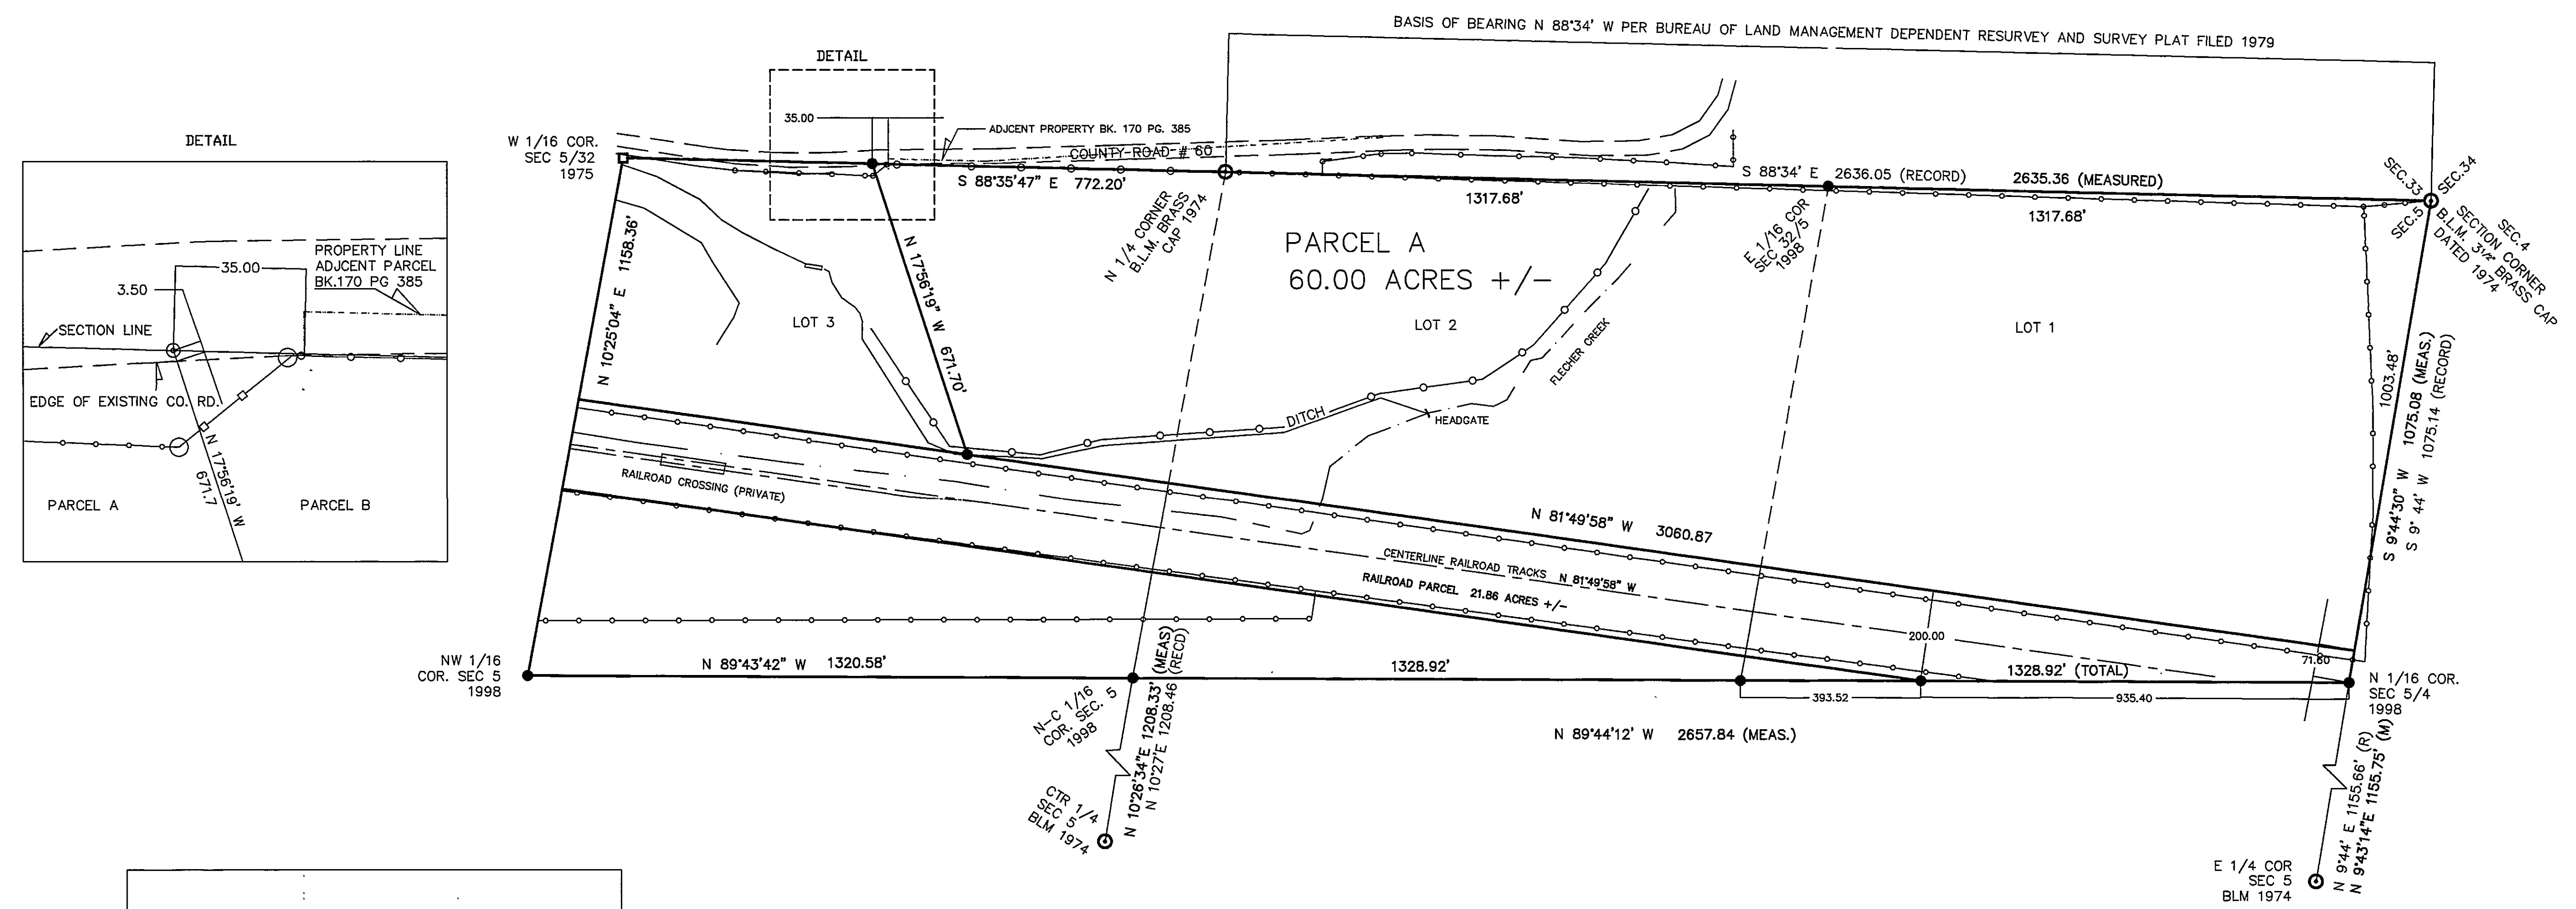 BASIS OF BEARING N 88°34' W PER BUREAU OF LAND MANAGEMENT DEPENDENT RESURVEY AND SURVEY PLAT FILED 1979
DETAIL
35.00
ADJCENT PROPERTY BK. 170 PG. 385
COUNTY ROAD # 60
W 1/16 COR.
SEC 5/32
1975
S 88°35'47" E 772.20'
N 1/4 CORNER
B.L.M. BRASS
CAP 1974
1317.68'
S 88°34' E 2636.05 (RECORD) 2635.36 (MEASURED)
1317.68'
E 1/16 COR
SEC 32/5
1998
SEC.33
SEC.34
SEC.5
SEC.4
SECTION CORNER
B.L.M. 3½" BRASS CAP
DATED 1974
DETAIL
PROPERTY LINE
ADJCENT PARCEL
BK.170 PG 385
35.00
3.50
SECTION LINE
EDGE OF EXISTING CO. RD.
N 17°56'19" W
671.7
PARCEL A
PARCEL B
N 10°25'04" E 1158.36'
LOT 3
N 17°56'19" W 671.70'
PARCEL A
60.00 ACRES +/-
LOT 2
LOT 1
FLECHER CREEK
DITCH
HEADGATE
1003.48'
S 9°44'30" W 1075.08 (MEAS.)
S 9° 44' W 1075.14 (RECORD)
RAILROAD CROSSING (PRIVATE)
N 81°49'58" W 3060.87
CENTERLINE RAILROAD TRACKS N 81°49'58" W
RAILROAD PARCEL 21.86 ACRES +/-
200.00
71.60
NW 1/16
COR. SEC 5
1998
N 89°43'42" W 1320.58'
1328.92'
1328.92' (TOTAL)
393.52
935.40
N 1/16 COR.
SEC 5/4
1998
N-C 1/16
COR. SEC. 5
1998
N 10°26'34"E 1208.33' (MEAS)
N 10°27'E 1208.46 (RECD)
N 89°44'12' W 2657.84 (MEAS.)
CTR 1/4
SEC 5
BLM 1974
N 9°44' E 1155.66' (R)
N 9°43'14"E 1155.75' (M)
E 1/4 COR
SEC 5
BLM 1974